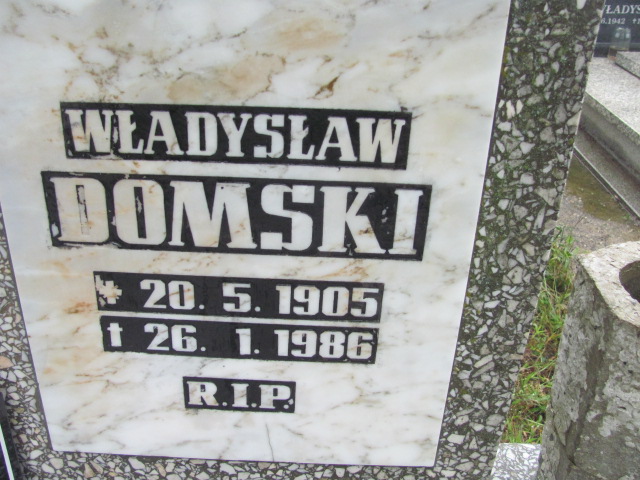 WŁADYSŁAW
DOMSKI
* 20. 5. 1905
† 26. 1. 1986
R.I.P.